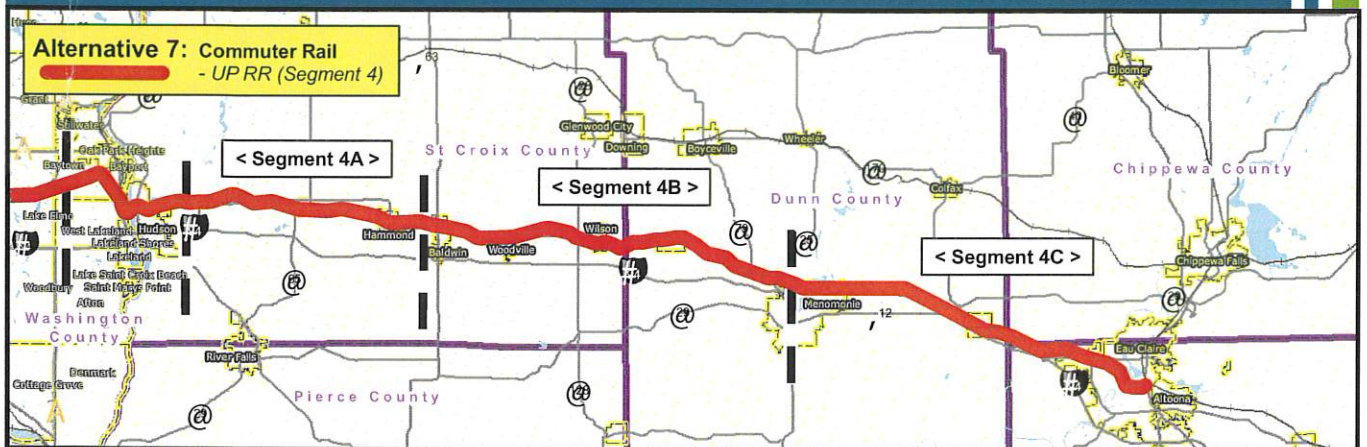 Alternative 7: Commuter Rail
- UP RR (Segment 4)
63
Grant
Stillwater
Oak Park Heights
Baytown
Bayport
< Segment 4A >
St Croix County
Glenwood City
Downing
Boyceville
Wheeler
Bloomer
< Segment 4B >
Dunn County
Colfax
Chippewa County
Lake Elmo
West Lakeland
Hudson
Lakeland Shores
Lakeland
Hammond
Baldwin
Woodville
Wilson
< Segment 4C >
Chippewa Falls
Lake Saint Croix Beach
Woodbury
Saint Marys Point
Afton
Menomonie
12
Washington
County
River Falls
Eau Claire
Denmark
Cottage Grove
Pierce County
Altoona